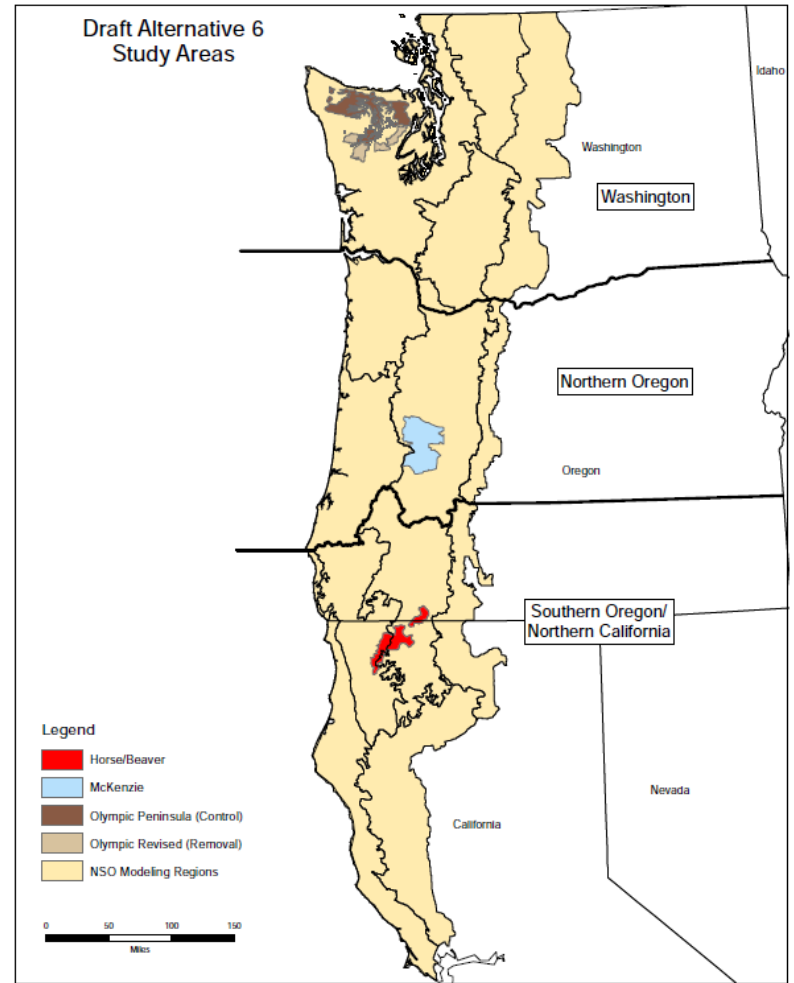 Draft Alternative 6
Study Areas
Idaho
Washington
Washington
Northern Oregon
Oregon
Southern Oregon/
Northern California
Legend
Horse/Beaver
McKenzie
Olympic Peninsula (Control)
Olympic Revised (Removal)
NSO Modeling Regions
Nevada
California
0 50 100 150
Miles